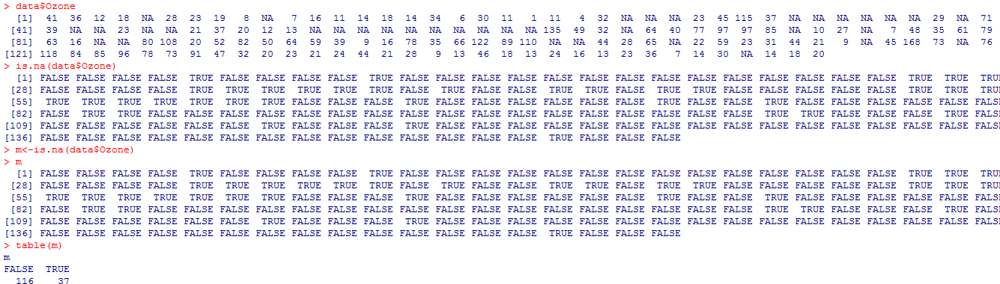 > data$Ozone
[1] 41 36 12 18 NA 28 23 19 8 NA 7 16 11 14 18 14 34 6 30 11 1 11 4 32 NA NA NA 23 45 115 37 NA NA NA NA NA NA 29 NA 71
[41] 39 NA NA 23 NA NA 21 37 20 12 13 NA NA NA NA NA NA NA NA NA NA 135 49 32 NA 64 40 77 97 97 85 NA 10 27 NA 7 48 35 61 79
[81] 63 16 NA NA 80 108 20 52 82 50 64 59 39 9 16 78 35 66 122 89 110 NA NA 44 28 65 NA 22 59 23 31 44 21 9 NA 45 168 73 NA 76
[121] 118 84 85 96 78 73 91 47 32 20 23 21 24 44 21 28 9 13 46 18 13 24 16 13 23 36 7 14 30 NA 14 18 20
> is.na(data$Ozone)
[1] FALSE FALSE FALSE FALSE TRUE FALSE FALSE FALSE FALSE TRUE FALSE FALSE FALSE FALSE FALSE FALSE FALSE FALSE FALSE FALSE FALSE FALSE FALSE FALSE TRUE TRUE TRU
[28] FALSE FALSE FALSE FALSE TRUE TRUE TRUE TRUE TRUE TRUE FALSE TRUE FALSE FALSE TRUE TRUE FALSE TRUE TRUE FALSE FALSE FALSE FALSE FALSE TRUE TRUE TRU
[55] TRUE TRUE TRUE TRUE TRUE TRUE TRUE FALSE FALSE FALSE TRUE FALSE FALSE FALSE FALSE FALSE FALSE TRUE FALSE FALSE TRUE FALSE FALSE FALSE FALSE FALSE FALS
[82] FALSE TRUE TRUE FALSE FALSE FALSE FALSE FALSE FALSE FALSE FALSE FALSE FALSE FALSE FALSE FALSE FALSE FALSE FALSE FALSE TRUE TRUE FALSE FALSE FALSE TRUE FALS
[109] FALSE FALSE FALSE FALSE FALSE FALSE TRUE FALSE FALSE FALSE TRUE FALSE FALSE FALSE FALSE FALSE FALSE FALSE FALSE FALSE FALSE FALSE FALSE FALSE FALSE FALSE FALS
[136] FALSE FALSE FALSE FALSE FALSE FALSE FALSE FALSE FALSE FALSE FALSE FALSE FALSE FALSE TRUE FALSE FALSE FALSE
> m<-is.na(data$Ozone)
> m
[1] FALSE FALSE FALSE FALSE TRUE FALSE FALSE FALSE FALSE TRUE FALSE FALSE FALSE FALSE FALSE FALSE FALSE FALSE FALSE FALSE FALSE FALSE FALSE FALSE TRUE TRUE TRU
[28] FALSE FALSE FALSE FALSE TRUE TRUE TRUE TRUE TRUE TRUE FALSE TRUE FALSE FALSE TRUE TRUE FALSE TRUE TRUE FALSE FALSE FALSE FALSE FALSE TRUE TRUE TRU
[55] TRUE TRUE TRUE TRUE TRUE TRUE TRUE FALSE FALSE FALSE TRUE FALSE FALSE FALSE FALSE FALSE FALSE TRUE FALSE FALSE TRUE FALSE FALSE FALSE FALSE FALSE FALS
[82] FALSE TRUE TRUE FALSE FALSE FALSE FALSE FALSE FALSE FALSE FALSE FALSE FALSE FALSE FALSE FALSE FALSE FALSE FALSE FALSE TRUE TRUE FALSE FALSE FALSE TRUE FALS
[109] FALSE FALSE FALSE FALSE FALSE FALSE TRUE FALSE FALSE FALSE TRUE FALSE FALSE FALSE FALSE FALSE FALSE FALSE FALSE FALSE FALSE FALSE FALSE FALSE FALSE FALSE FALS
[136] FALSE FALSE FALSE FALSE FALSE FALSE FALSE FALSE FALSE FALSE FALSE FALSE FALSE FALSE TRUE FALSE FALSE FALSE
> table(m)
m
FALSE TRUE
116 37